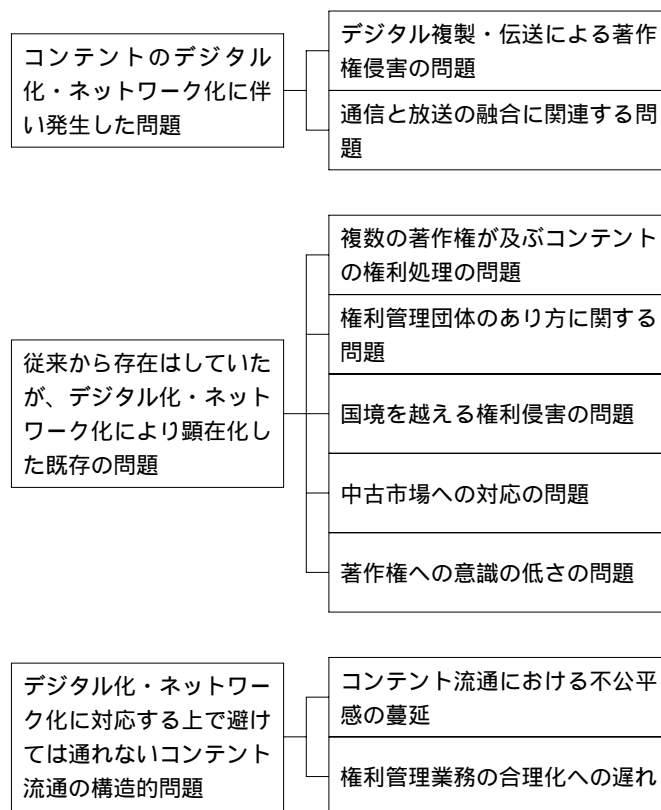 コンテントのデジタル
化・ネットワーク化に伴
い発生した問題
デジタル複製・伝送による著作
権侵害の問題
通信と放送の融合に関連する問
題
従来から存在はしていた
が、デジタル化・ネット
ワーク化により顕在化し
た既存の問題
複数の著作権が及ぶコンテント
の権利処理の問題
権利管理団体のあり方に関する
問題
国境を越える権利侵害の問題
中古市場への対応の問題
著作権への意識の低さの問題
デジタル化・ネットワー
ク化に対応する上で避け
ては通れないコンテント
流通の構造的問題
コンテント流通における不公平
感の蔓延
権利管理業務の合理化への遅れ